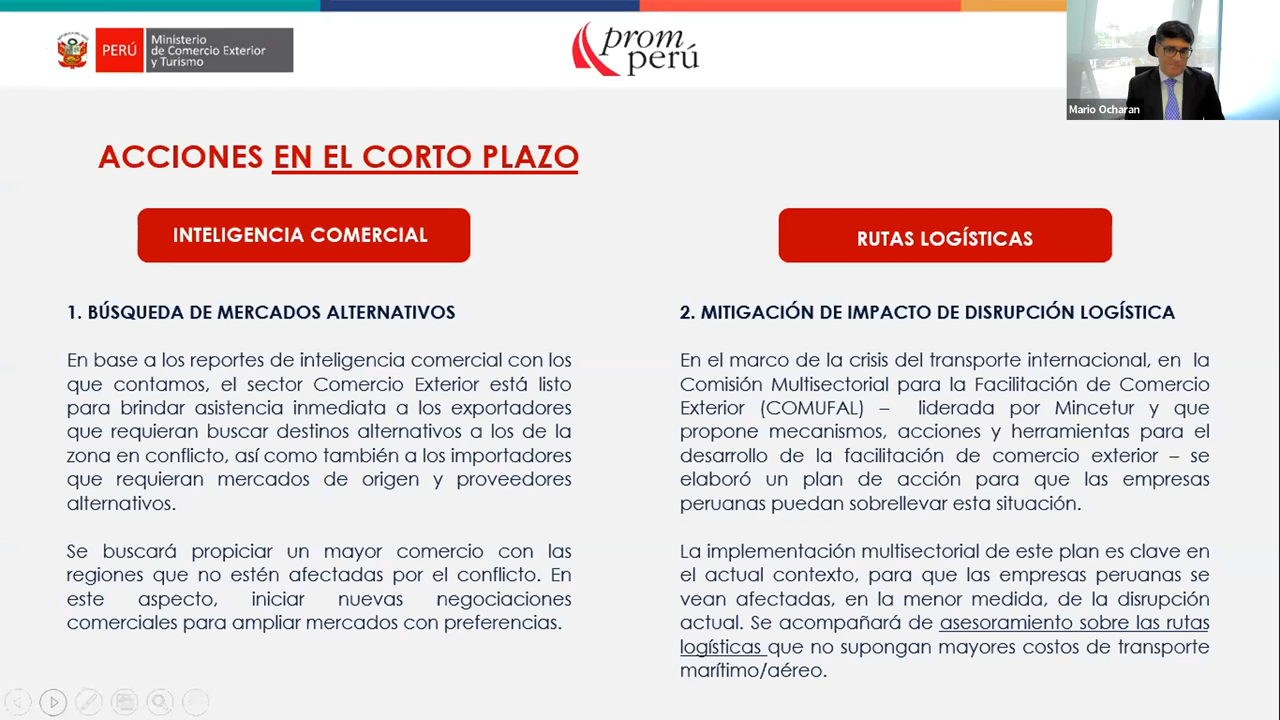 PERÚ
Ministerio
de Comercio Exterior
y Turismo
prom
perú
Mario Ocharan
ACCIONES EN EL CORTO PLAZO
INTELIGENCIA COMERCIAL
1. BÚSQUEDA DE MERCADOS ALTERNATIVOS
En base a los reportes de inteligencia comercial con los
que contamos, el sector Comercio Exterior está listo
para brindar asistencia inmediata a los exportadores
que requieran buscar destinos alternativos a los de la
zona en conflicto, así como también a los importadores
que requieran mercados de origen y proveedores
alternativos.
Se buscará propiciar un mayor comercio con las
regiones que no estén afectadas por el conflicto. En
este aspecto, iniciar nuevas negociaciones
comerciales para ampliar mercados con preferencias.
RUTAS LOGÍSTICAS
2. MITIGACIÓN DE IMPACTO DE DISRUPCIÓN LOGÍSTICA
En el marco de la crisis del transporte internacional, en la
Comisión Multisectorial para la Facilitación de Comercio
Exterior (COMUFAL) – liderada por Mincetur y que
propone mecanismos, acciones y herramientas para el
desarrollo de la facilitación de comercio exterior – se
elaboró un plan de acción para que las empresas
peruanas puedan sobrellevar esta situación.
La implementación multisectorial de este plan es clave en
el actual contexto, para que las empresas peruanas se
vean afectadas, en la menor medida, de la disrupción
actual. Se acompañará de asesoramiento sobre las rutas
logísticas que no supongan mayores costos de transporte
marítimo/aéreo.